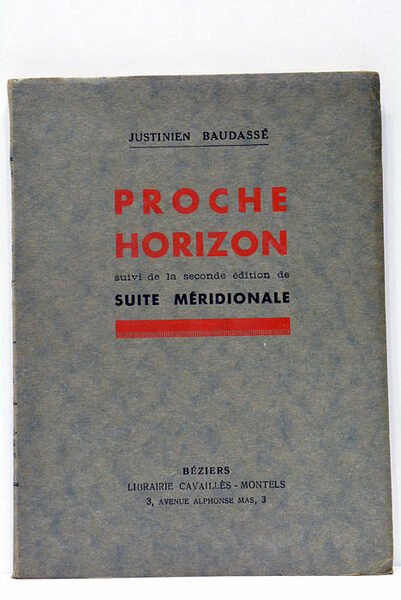 JUSTINIEN BAUDASSÉ
PROCHE
HORIZON
suivi de la seconde édition de
SUITE MÉRIDIONALE
BÉZIERS
LIBRAIRIE CAVAILLÈS - MONTELS
3, AVENUE ALPHONSE MAS, 3